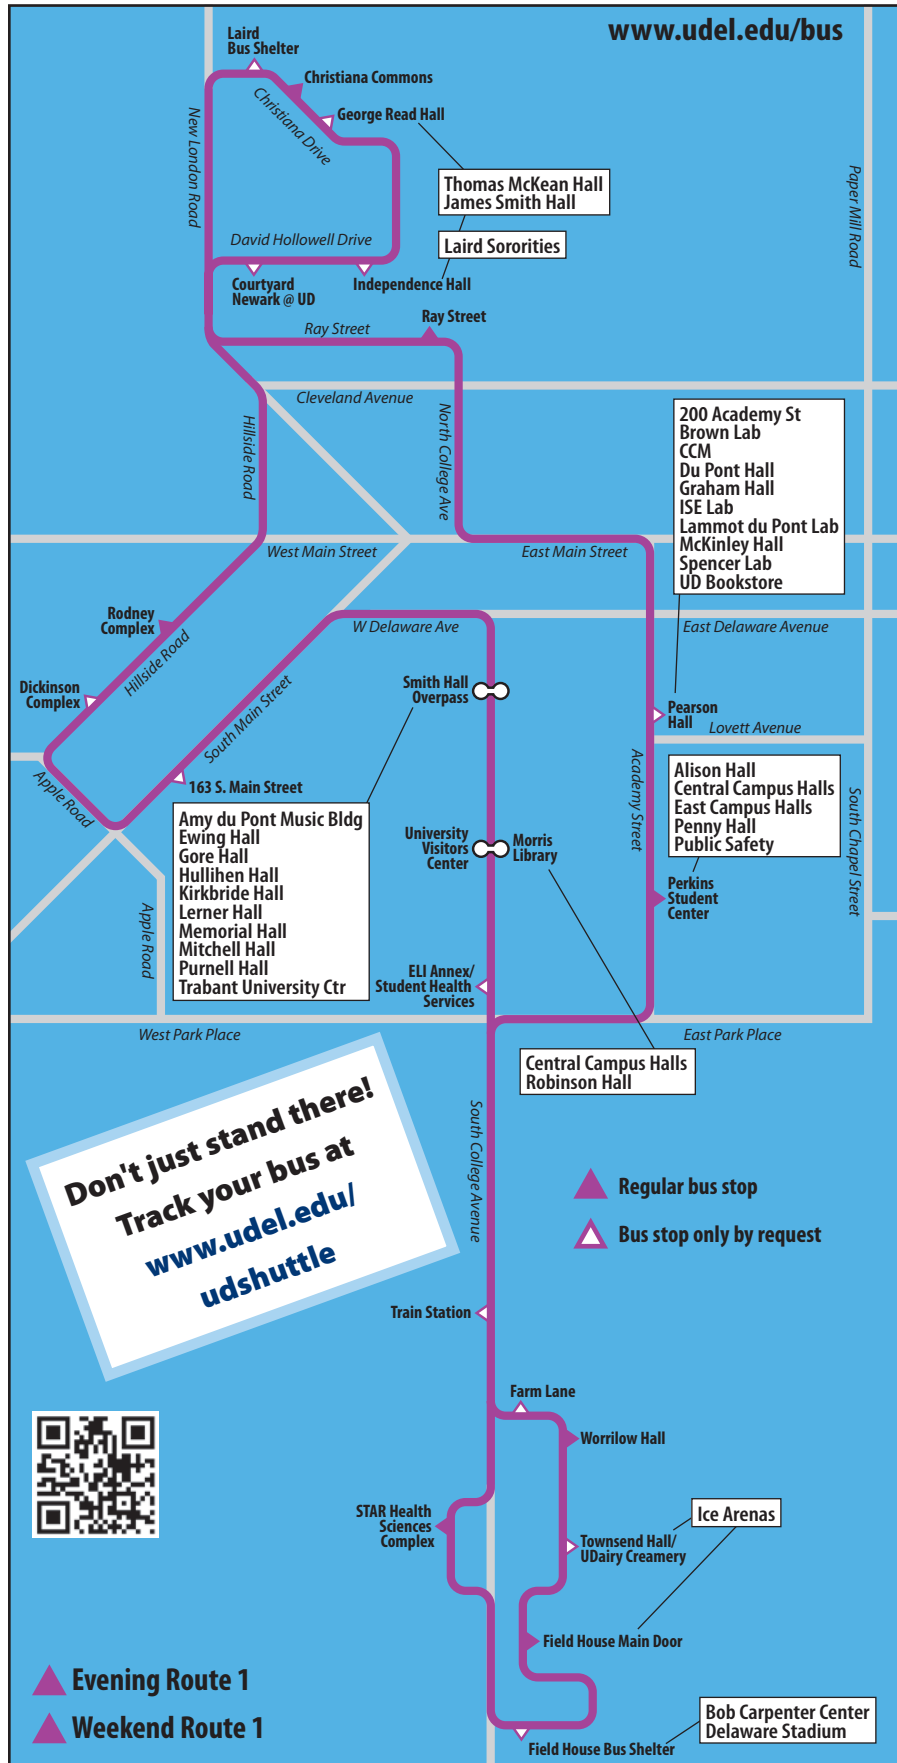 www.udel.edu/bus
Laird
Bus Shelter
Christiana Commons
George Read Hall
Christiana Drive
New London Road
Thomas McKean Hall
James Smith Hall
Laird Sororities
Paper Mill Road
David Hollowell Drive
Courtyard
Newark @ UD
Independence Hall
Ray Street
Ray Street
Cleveland Avenue
Hillside Road
North College Ave
200 Academy St
Brown Lab
CCM
Du Pont Hall
Graham Hall
ISE Lab
Lammot du Pont Lab
McKinley Hall
Spencer Lab
UD Bookstore
West Main Street
East Main Street
Rodney
Complex
Hillside Road
W Delaware Ave
East Delaware Avenue
Dickinson
Complex
Smith Hall
Overpass
South Main Street
Pearson
Hall
Lovett Avenue
Apple Road
163 S. Main Street
Academy Street
Alison Hall
Central Campus Halls
East Campus Halls
Penny Hall
Public Safety
South Chapel Street
Amy du Pont Music Bldg
Ewing Hall
Gore Hall
Hullihen Hall
Kirkbride Hall
Lerner Hall
Memorial Hall
Mitchell Hall
Purnell Hall
Trabant University Ctr
University
Visitors
Center
Morris
Library
Perkins
Student
Center
Apple Road
ELI Annex/
Student Health
Services
West Park Place
East Park Place
Central Campus Halls
Robinson Hall
Don't just stand there!
Track your bus at
www.udel.edu/
udshuttle
South College Avenue
Regular bus stop
Bus stop only by request
Train Station
Farm Lane
Worrilow Hall
STAR Health
Sciences
Complex
Ice Arenas
Townsend Hall/
UDairy Creamery
Field House Main Door
Evening Route 1
Weekend Route 1
Bob Carpenter Center
Delaware Stadium
Field House Bus Shelter